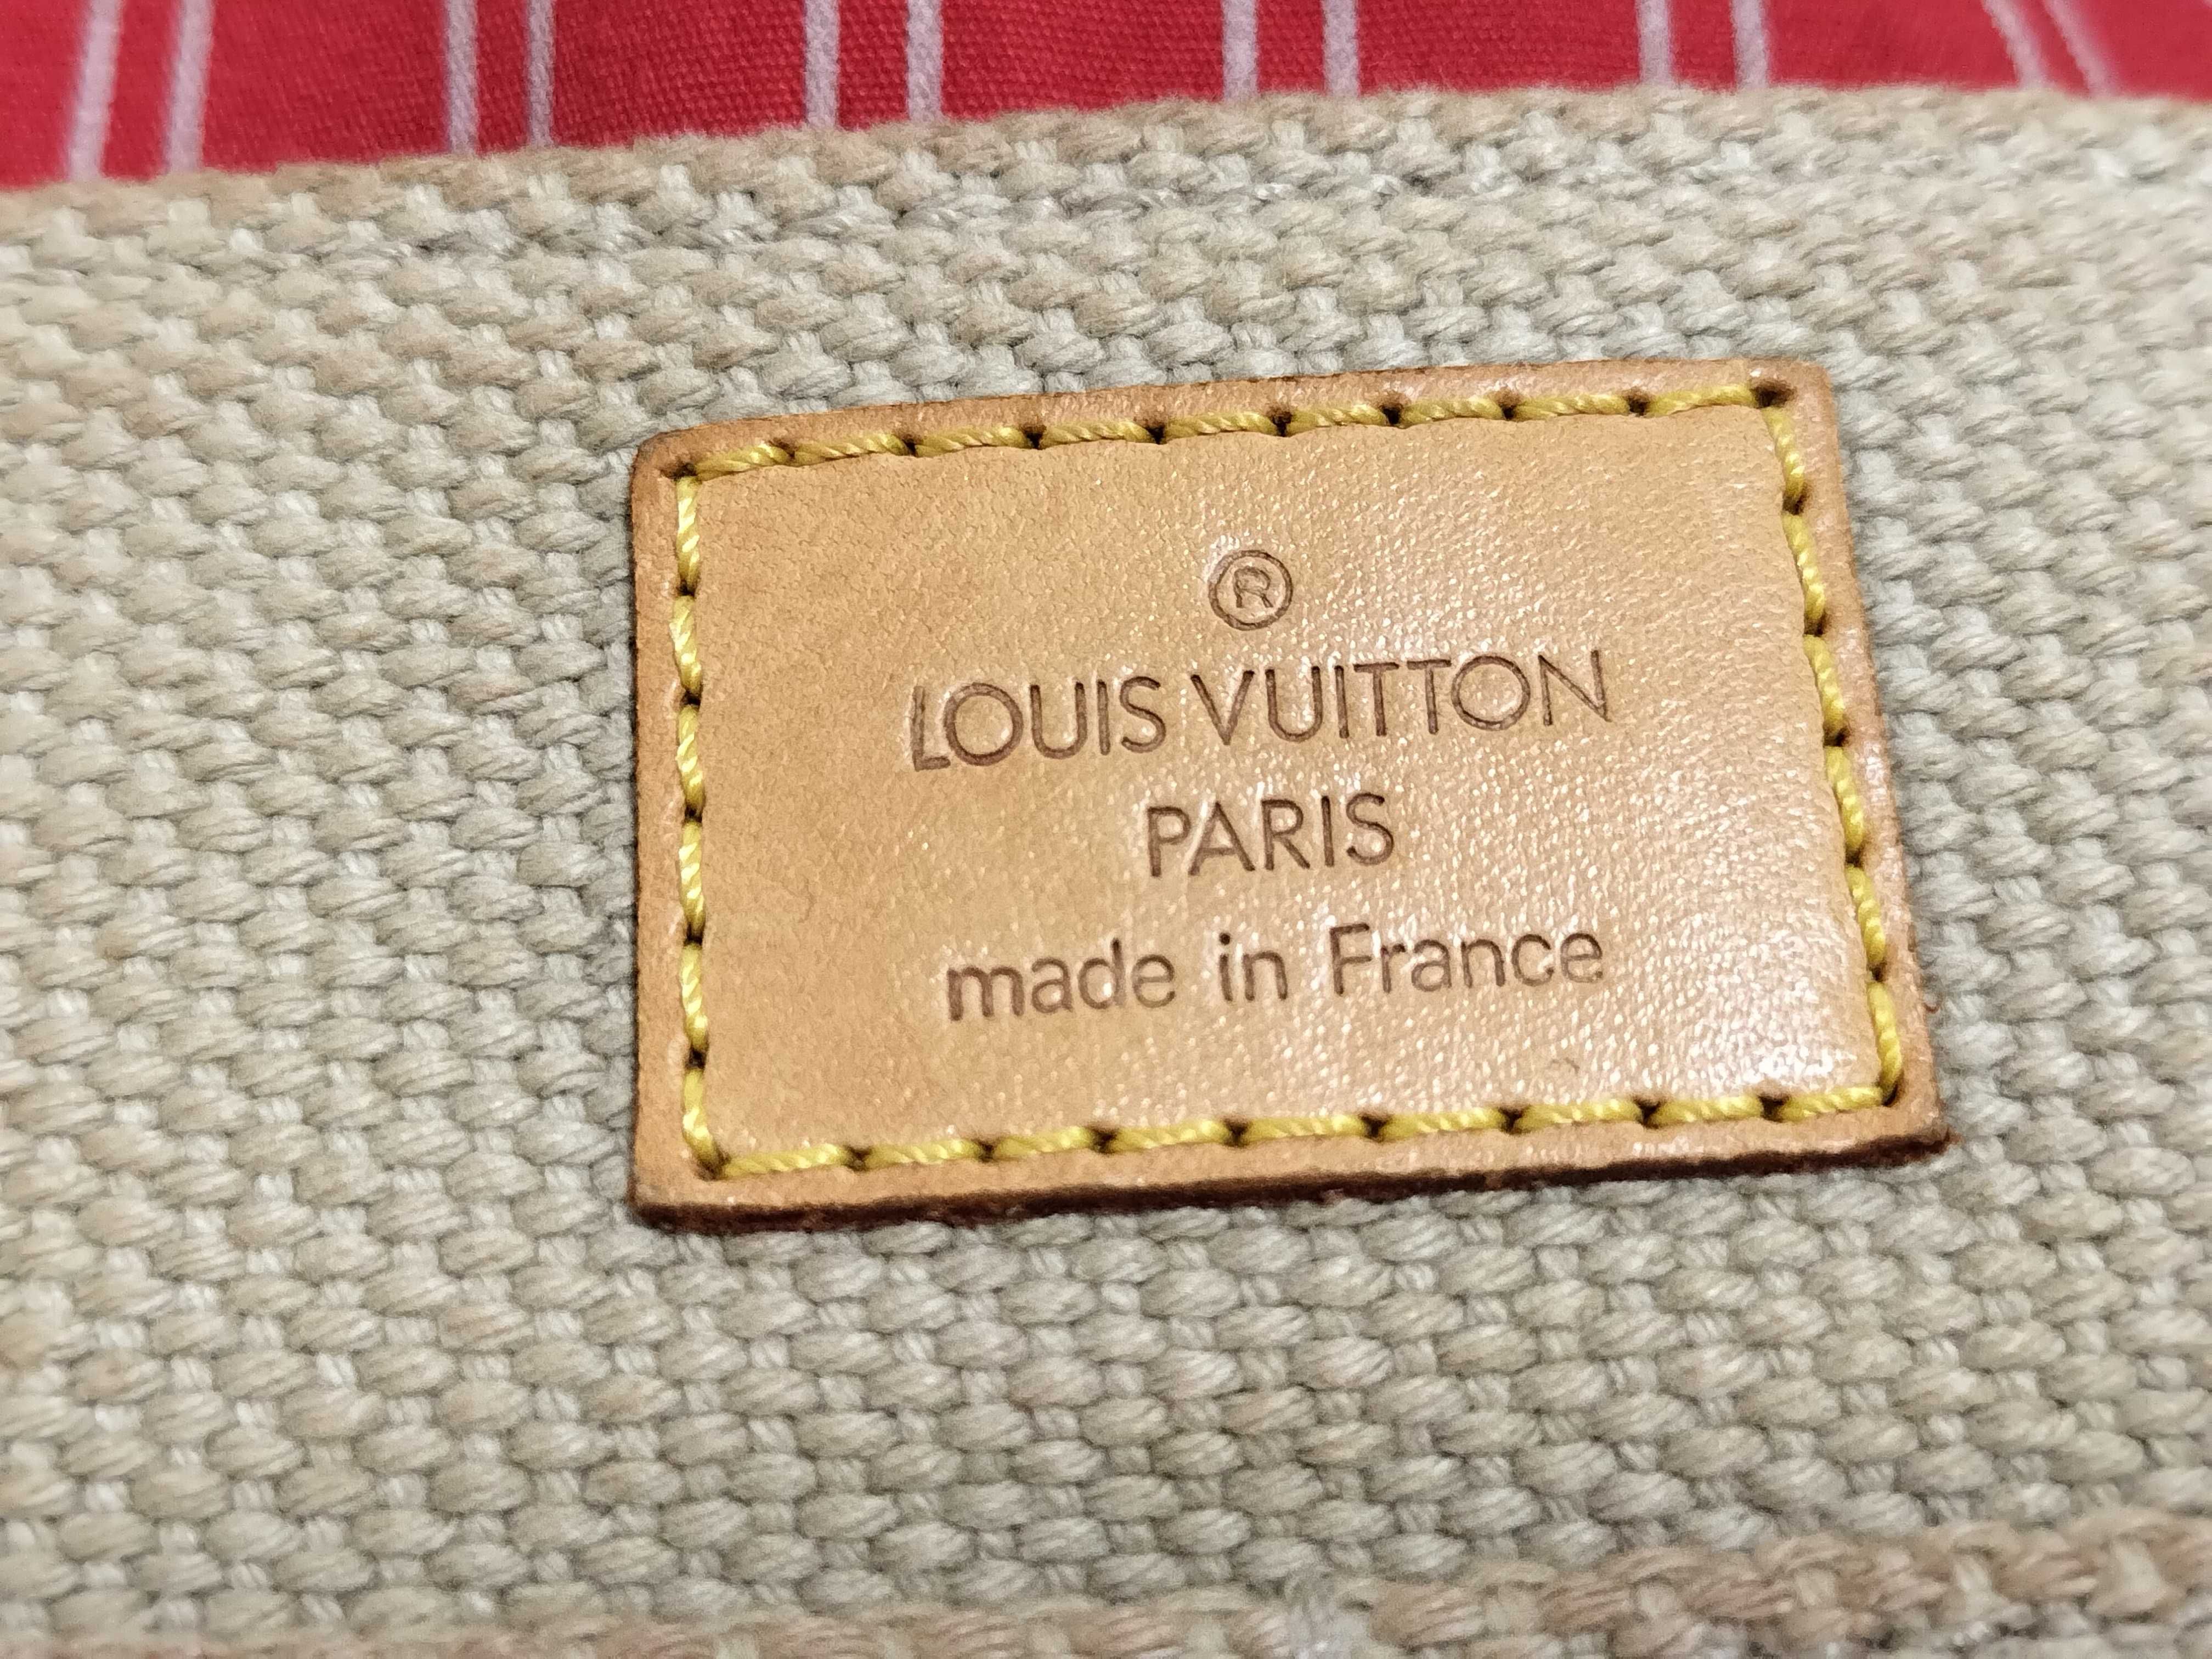 ®
LOUIS VUITTON
PARIS
made in France